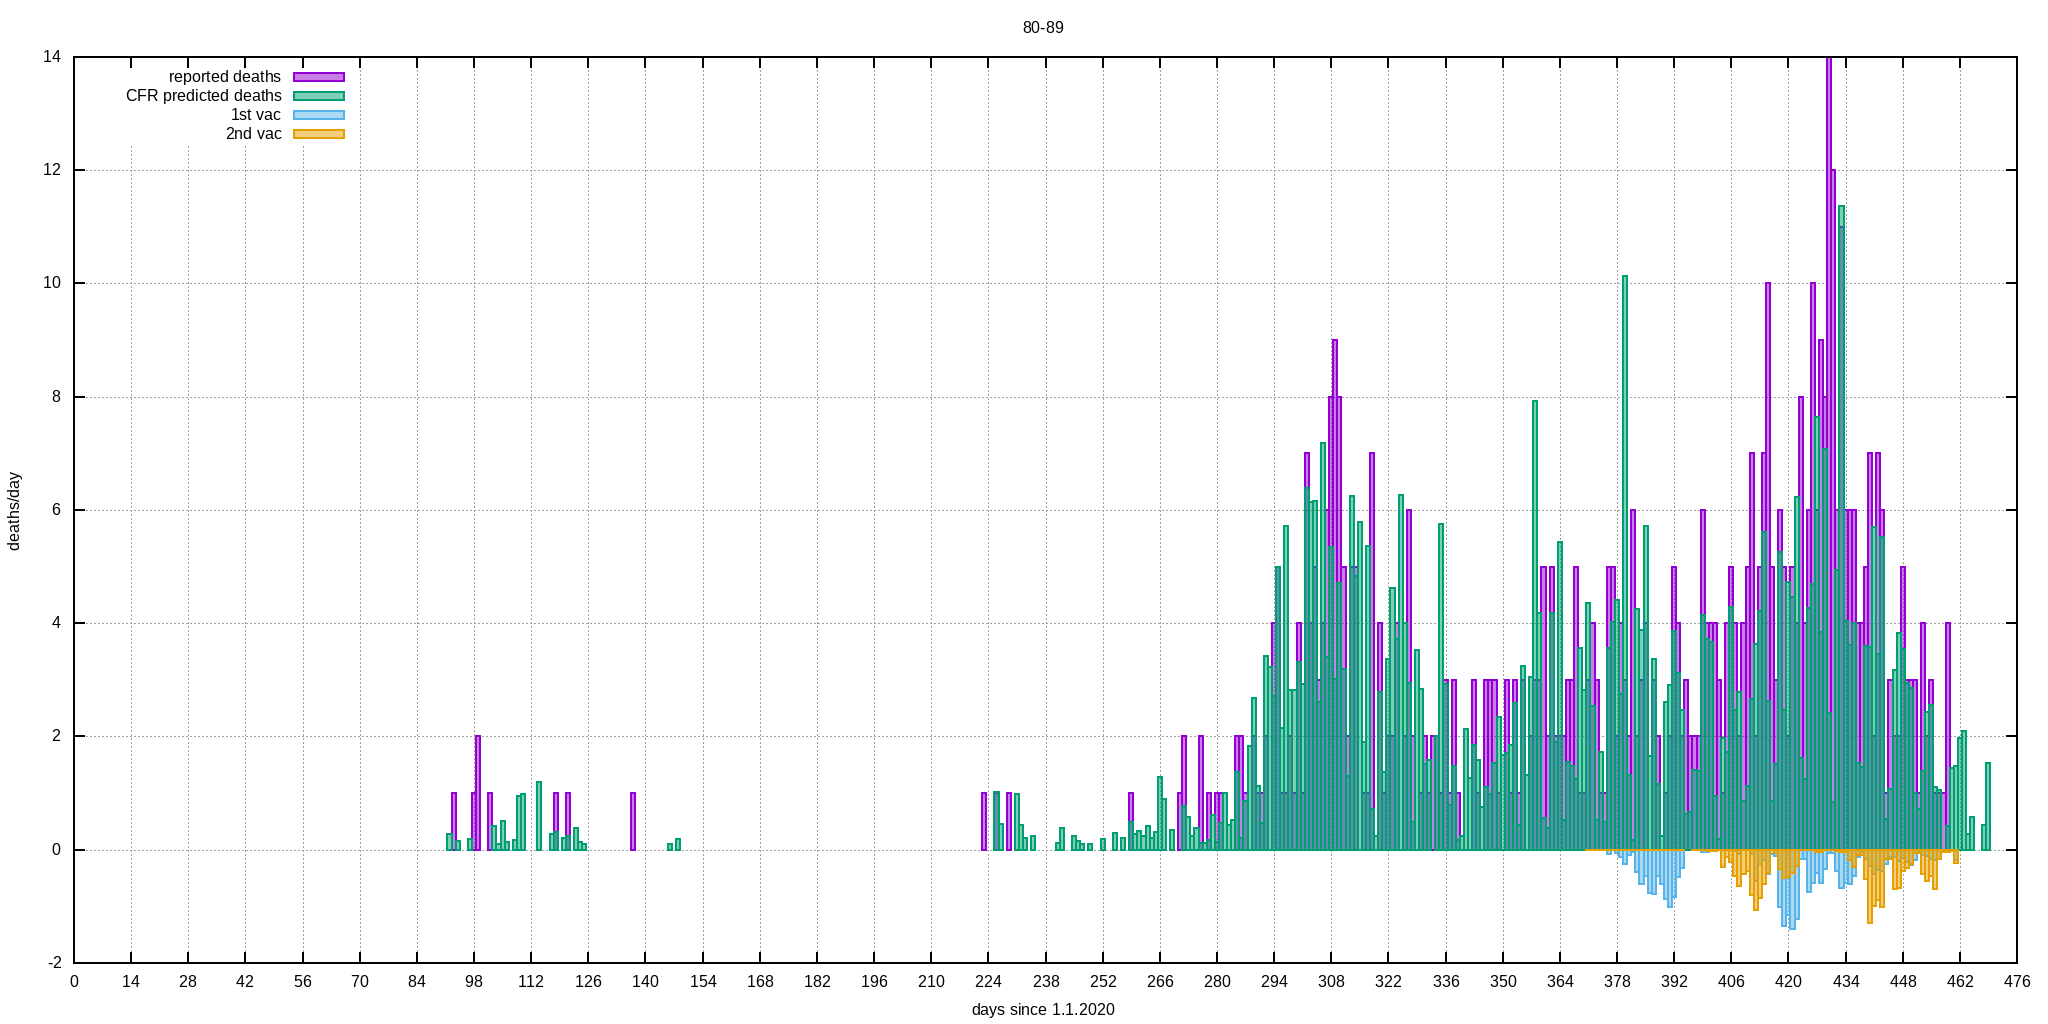 80-89
reported deaths
CFR predicted deaths
1st vac
2nd vac
14
12
10
8
6
4
2
0
-2
deaths/day
0 14 28 42 56 70 84 98 112 126 140 154 168 182 196 210 224 238 252 266 280 294 308 322 336 350 364 378 392 406 420 434 448 462 476
days since 1.1.2020